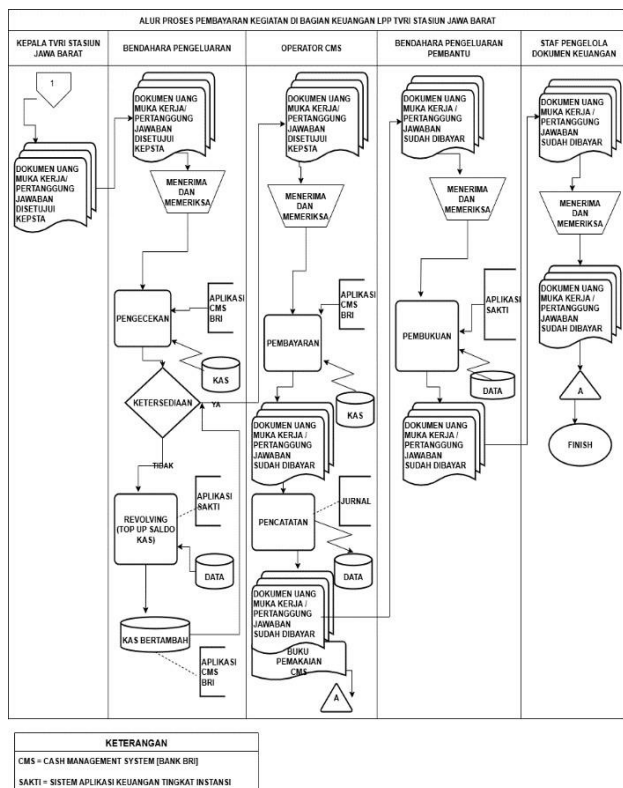 ALUR PROSES PEMBAYARAN KEGIATAN DI BAGIAN KEUANGAN LPP TVRI STASIUN JAWA BARAT
KEPALA TVRI STASIUN
JAWA BARAT
BENDAHARA PENGELUARAN
OPERATOR CMS
BENDAHARA PENGELUARAN
PEMBANTU
STAF PENGELOLA
DOKUMEN KEUANGAN
1
DOKUMEN UANG
MUKA KERJA/
PERTANGGUNG
JAWABAN
DISETUJUI
KEPSTA
DOKUMEN UANG
MUKA KERJA/
PERTANGGUNG
JAWABAN
DISETUJUI
KEPSTA
MENERIMA
DAN
MEMERIKSA
PENGECEKAN
APLIKASI
CMS
BRI
KAS
KETERSEDIAAN
YA
TIDAK
REVOLVING
(TOP UP SALDO
KAS)
APLIKASI
SAKTI
DATA
KAS BERTAMBAH
APLIKASI
CMS
BRI
DOKUMEN UANG
MUKA KERJA/
PERTANGGUNG
JAWABAN
DISETUJUI
KEPSTA
MENERIMA
DAN
MEMERIKSA
PEMBAYARAN
APLIKASI
CMS
BRI
KAS
DOKUMEN UANG
MUKA KERJA /
PERTANGGUNG
JAWABAN
SUDAH DIBAYAR
PENCATATAN
JURNAL
DATA
DOKUMEN UANG
MUKA KERJA /
PERTANGGUNG
JAWABAN
SUDAH DIBAYAR
BUKU
PEMAKAIAN
CMS
A
DOKUMEN UANG
MUKA KERJA /
PERTANGGUNG
JAWABAN
SUDAH DIBAYAR
MENERIMA DAN
MEMERIKSA
PEMBUKUAN
APLIKASI
SAKTI
DATA
DOKUMEN UANG
MUKA KERJA /
PERTANGGUNG
JAWABAN
SUDAH DIBAYAR
DOKUMEN UANG
MUKA KERJA /
PERTANGGUNG
JAWABAN
SUDAH DIBAYAR
MENERIMA
DAN
MEMERIKSA
DOKUMEN UANG
MUKA KERJA /
PERTANGGUNG
JAWABAN
SUDAH DIBAYAR
A
FINISH
KETERANGAN
CMS = CASH MANAGEMENT SYSTEM [BANK BRI]
SAKTI = SISTEM APLIKASI KEUANGAN TINGKAT INSTANSI